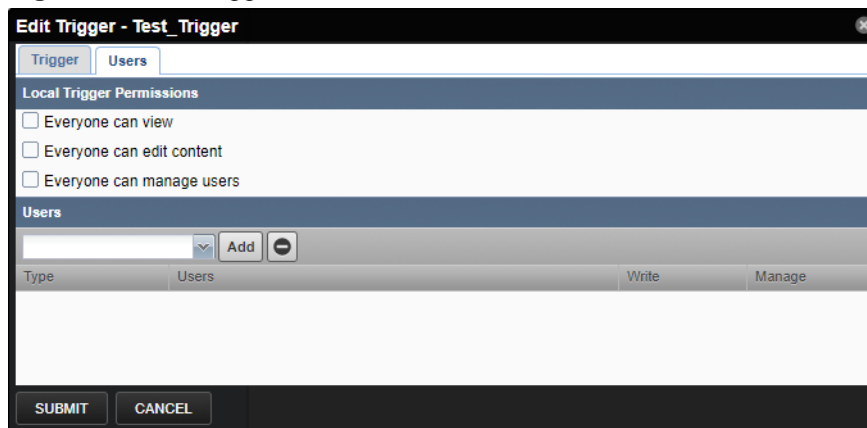 Edit Trigger - Test_Trigger
Trigger Users
Local Trigger Permissions
Everyone can view
Everyone can edit content
Everyone can manage users
Users
Add
Type Users Write Manage
SUBMIT CANCEL